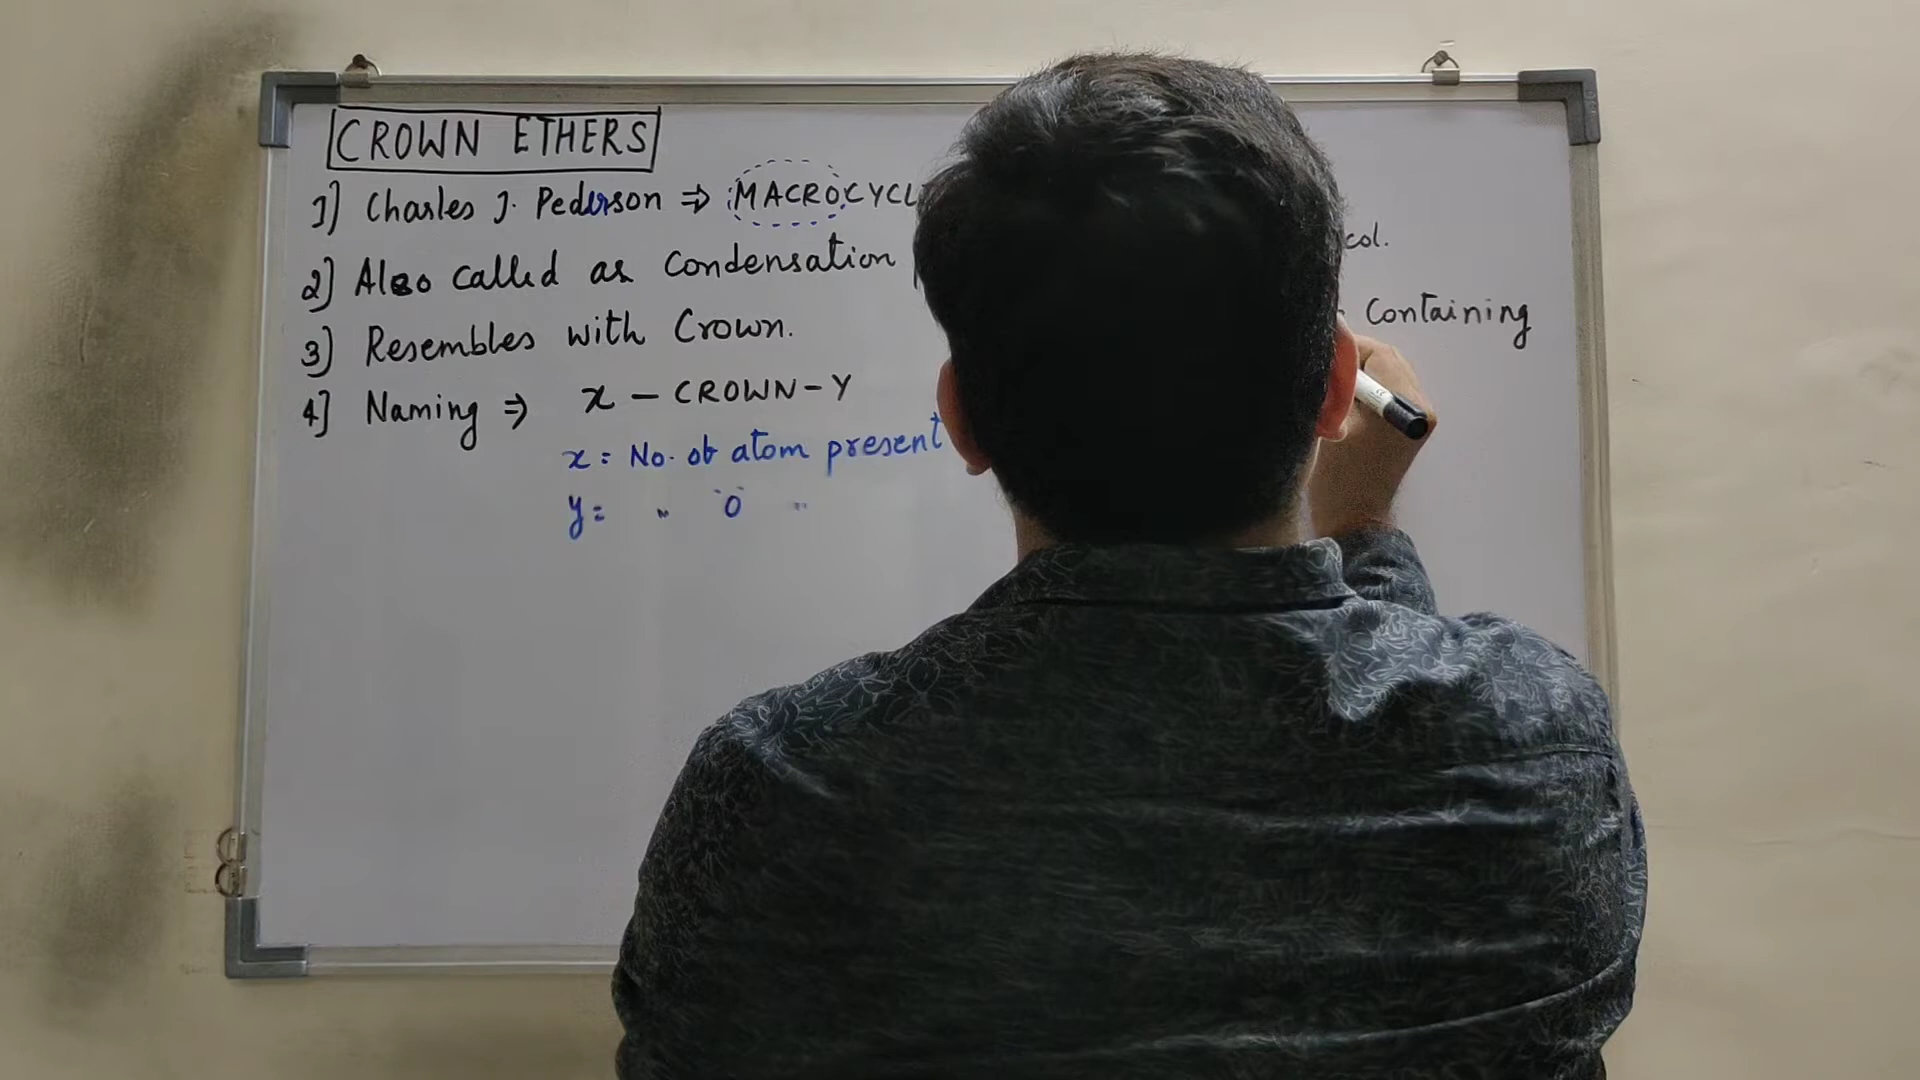 CROWN ETHERS
1] Charles J. Pederson ⇒ MACROCYCL
2] Also called as Condensation
col.
3] Resembles with Crown.
Containing
4] Naming ⇒ x - CROWN - Y
x = No. of atom present
y = " O "